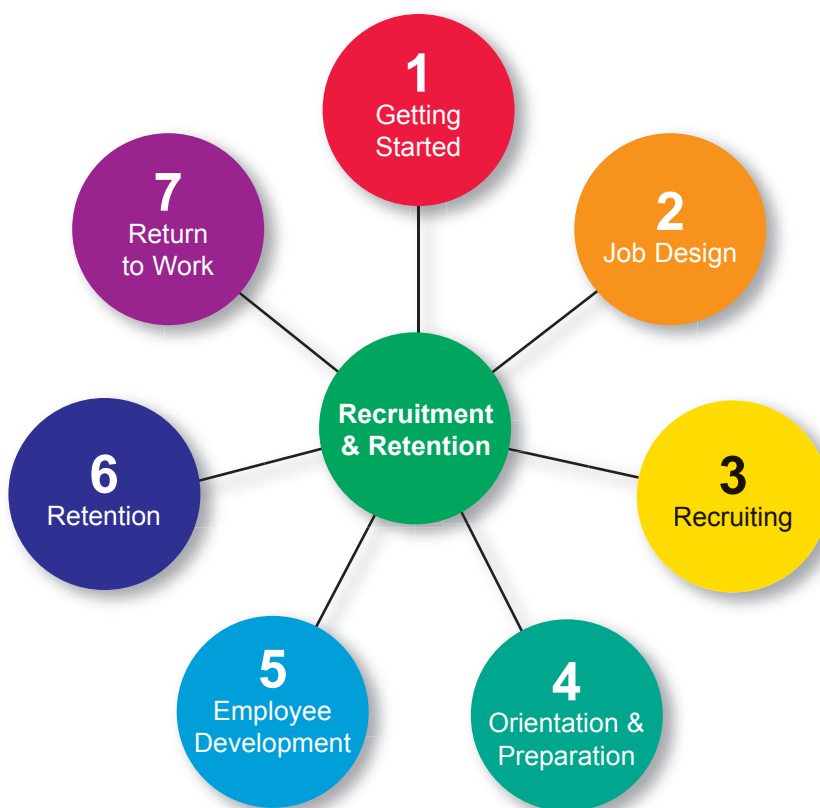 1
Getting
Started
2
Job Design
3
Recruiting
4
Orientation &
Preparation
5
Employee
Development
6
Retention
7
Return
to Work
Recruitment
& Retention